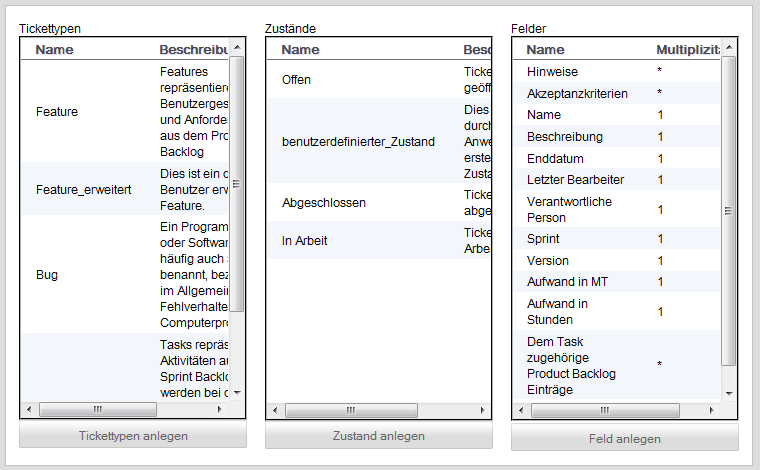 Tickettypen
Name Beschreibu
Feature
Features
repräsentiere
Benutzerges
und Anforder
aus dem Pro
Backlog
Feature_erweitert
Dies ist ein d
Benutzer erw
Feature.
Bug
Ein Program
oder Softwar
häufig auch
benannt, bez
im Allgemein
Fehlverhalte
Computerpro
Tasks repräs
Aktivitäten au
Sprint Backlo
werden bei d
Tickettypen anlegen
Zustände
Name Besc
Offen
Ticke
geöff
benutzerdefinierter_Zustand
Dies
durch
Anwe
erste
Zusta
Abgeschlossen
Ticke
abge
In Arbeit
Ticke
Arbe
Zustand anlegen
Felder
Name Multiplizitä
Hinweise *
Akzeptanzkriterien *
Name 1
Beschreibung 1
Enddatum 1
Letzter Bearbeiter 1
Verantwortliche
Person 1
Sprint 1
Version 1
Aufwand in MT 1
Aufwand in
Stunden 1
Dem Task
zugehörige
Product Backlog
Einträge *
Feld anlegen